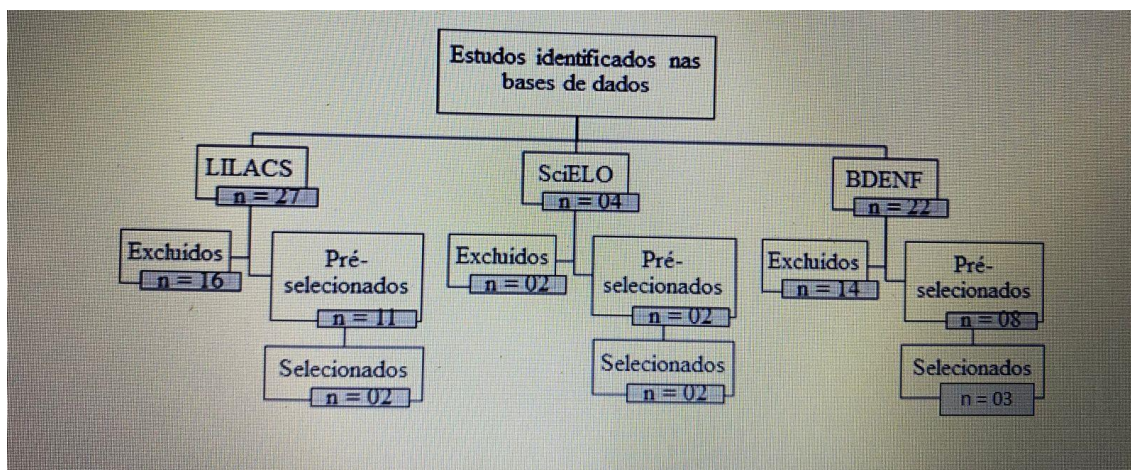 Estudos identificados nas
bases de dados
LILACS
n = 27
SciELO
n = 04
BDENF
n = 22
Excluídos
n = 16
Pré-
selecionados
n = 11
Selecionados
n = 02
Excluídos
n = 02
Pré-
selecionados
n = 02
Selecionados
n = 02
Excluídos
n = 14
Pré-
selecionados
n = 08
Selecionados
n = 03